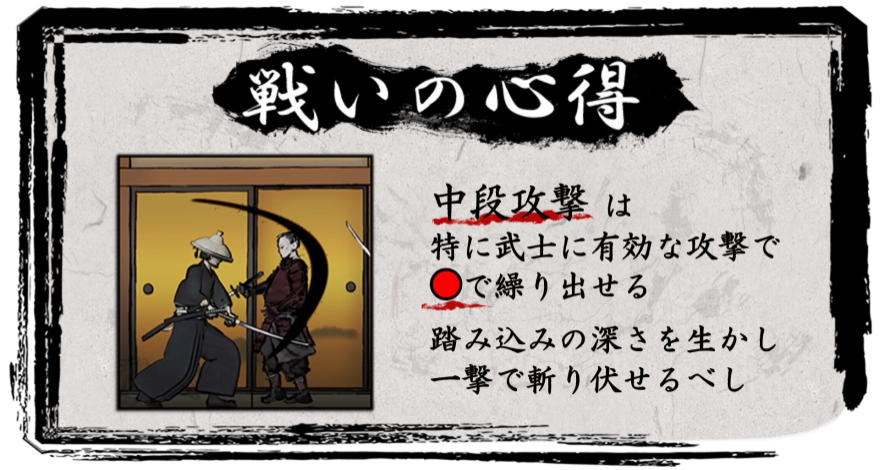 戦いの心得
中段攻撃 は
特に武士に有効な攻撃で
●で繰り出せる
踏み込みの深さを生かし
一撃で斬り伏せるべし